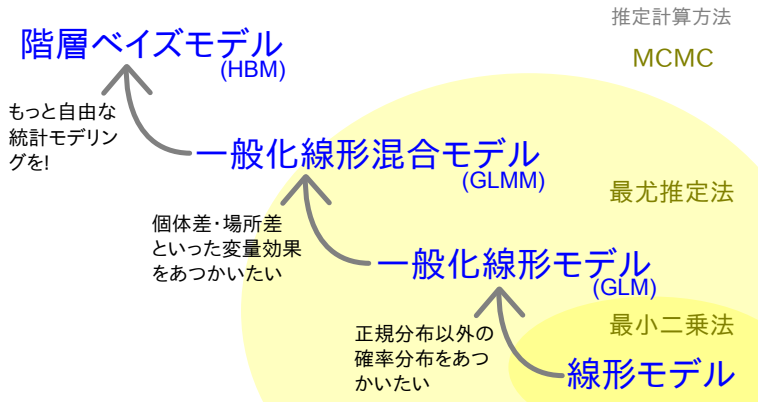 推定計算方法
階層ベイズモデル
(HBM)
MCMC
もっと自由な
統計モデリン
グを!
一般化線形混合モデル
(GLMM)
最尤推定法
個体差・場所差
といった変量効果
をあつかいたい
一般化線形モデル
(GLM)
最小二乗法
正規分布以外の
確率分布をあつ
かいたい
線形モデル